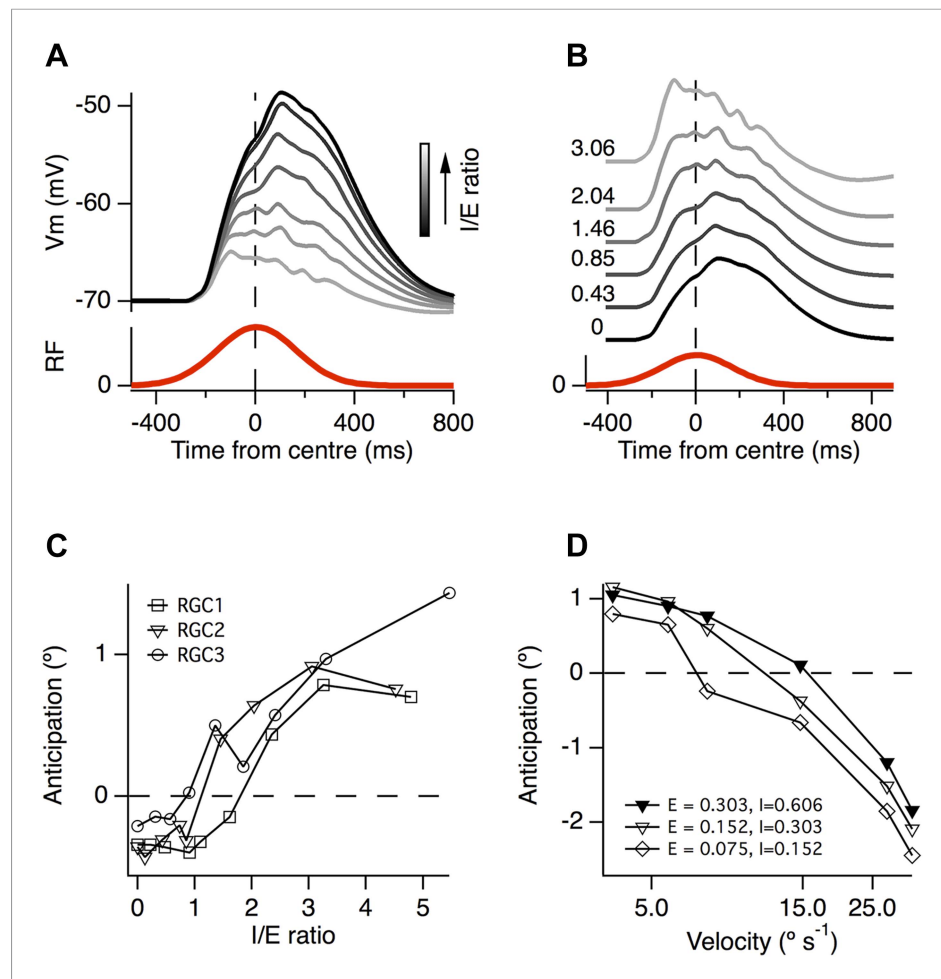 A
-50
-60
-70
Vm (mV)
I/E ratio
RF
0
-400 0 400 800
Time from centre (ms)
B
3.06
2.04
1.46
0.85
0.43
0
0
-400 0 400 800
Time from centre (ms)
C
RGC1
RGC2
RGC3
1
0
Anticipation (º)
0 1 2 3 4 5
I/E ratio
D
1
0
-1
-2
Anticipation (º)
E = 0.303, I=0.606
E = 0.152, I=0.303
E = 0.075, I=0.152
5.0 15.0 25.0
Velocity (º s-1)